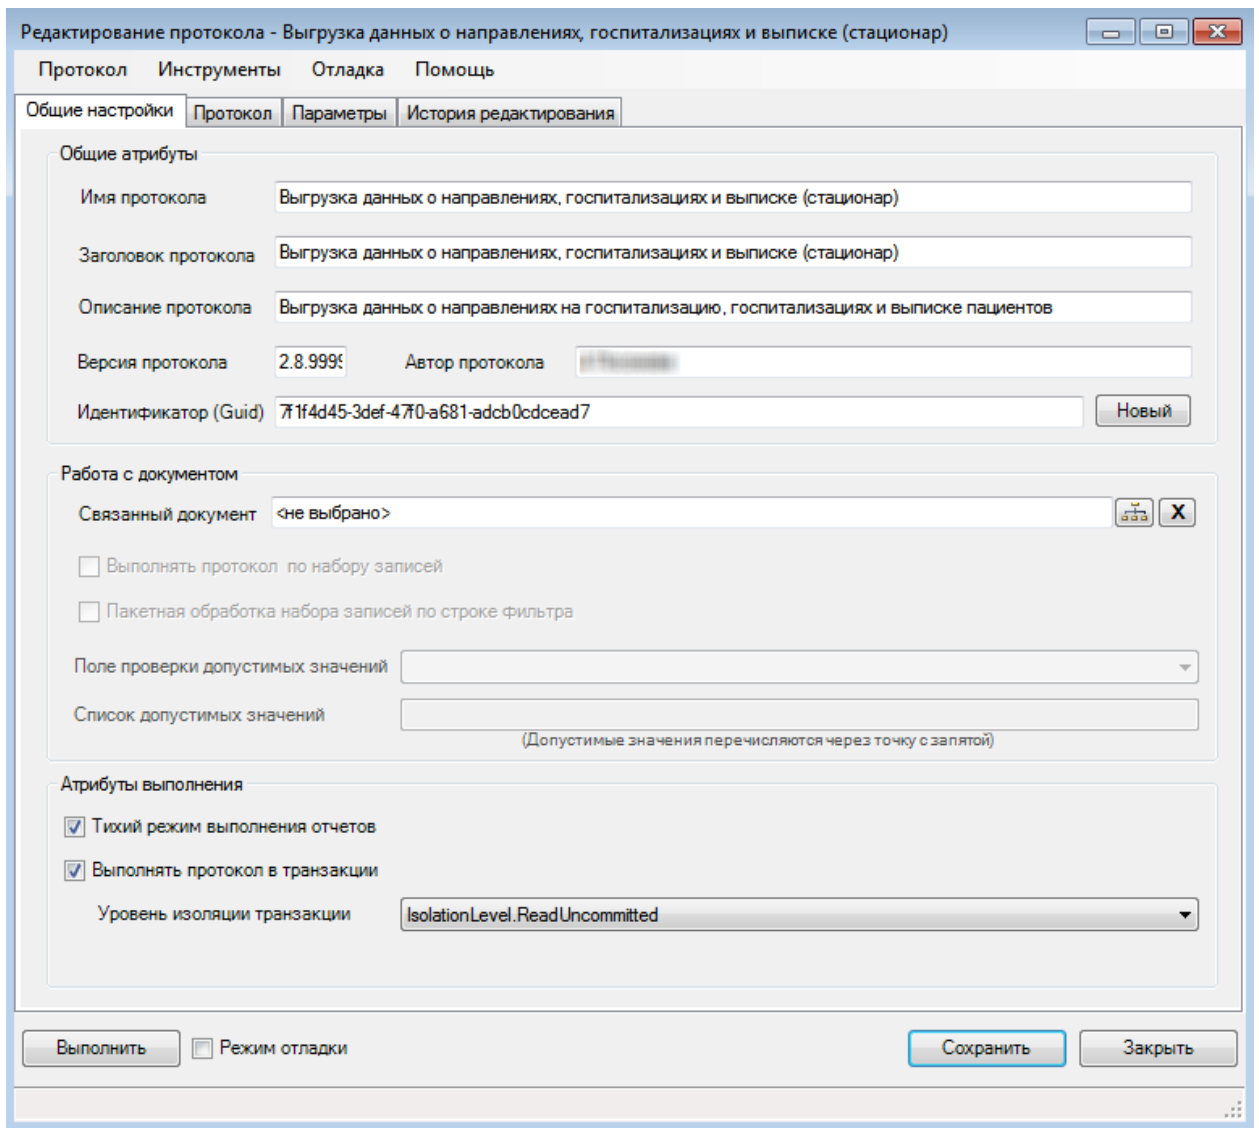 Редактирование протокола - Выгрузка данных о направлениях, госпитализациях и выписке (стационар)
Протокол Инструменты Отладка Помощь
Общие настройки Протокол Параметры История редактирования
Общие атрибуты
Имя протокола Выгрузка данных о направлениях, госпитализациях и выписке (стационар)
Заголовок протокола Выгрузка данных о направлениях, госпитализациях и выписке (стационар)
Описание протокола Выгрузка данных о направлениях на госпитализацию, госпитализациях и выписке пациентов
Версия протокола 2.8.9999 Автор протокола
Идентификатор (Guid) 7f1f4d45-3def-47f0-a681-adcb0cdcead7 Новый
Работа с документом
Связанный документ <не выбрано> X
Выполнять протокол по набору записей
Пакетная обработка набора записей по строке фильтра
Поле проверки допустимых значений
Список допустимых значений
(Допустимые значения перечисляются через точку с запятой)
Атрибуты выполнения
Тихий режим выполнения отчетов
Выполнять протокол в транзакции
Уровень изоляции транзакции IsolationLevel.ReadUncommitted
Выполнить Режим отладки Сохранить Закрыть